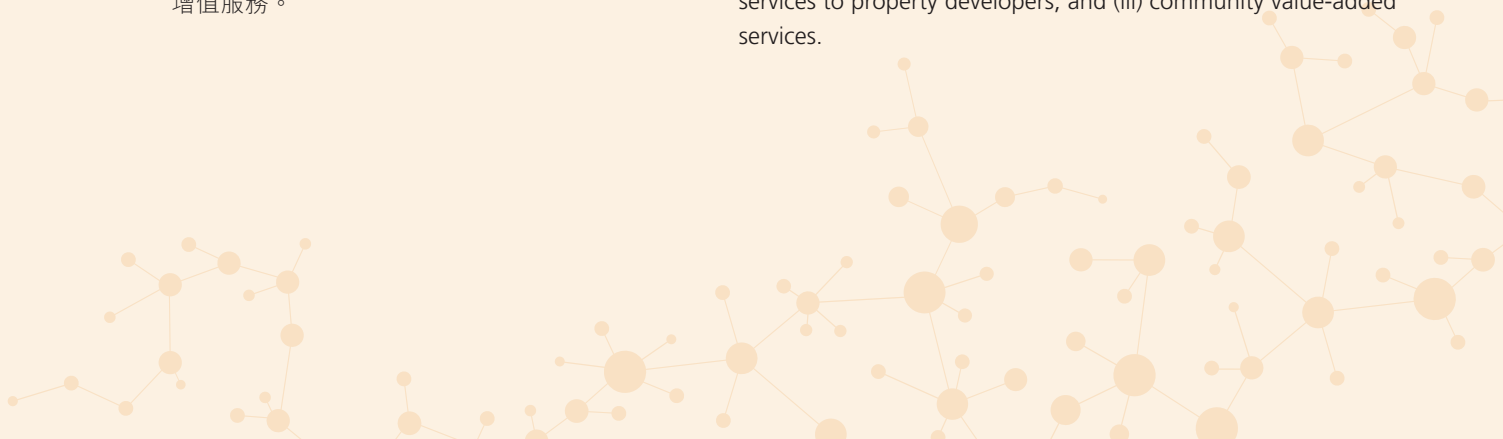 增值服務。
services to property developers, and (iii) community value-added
services.